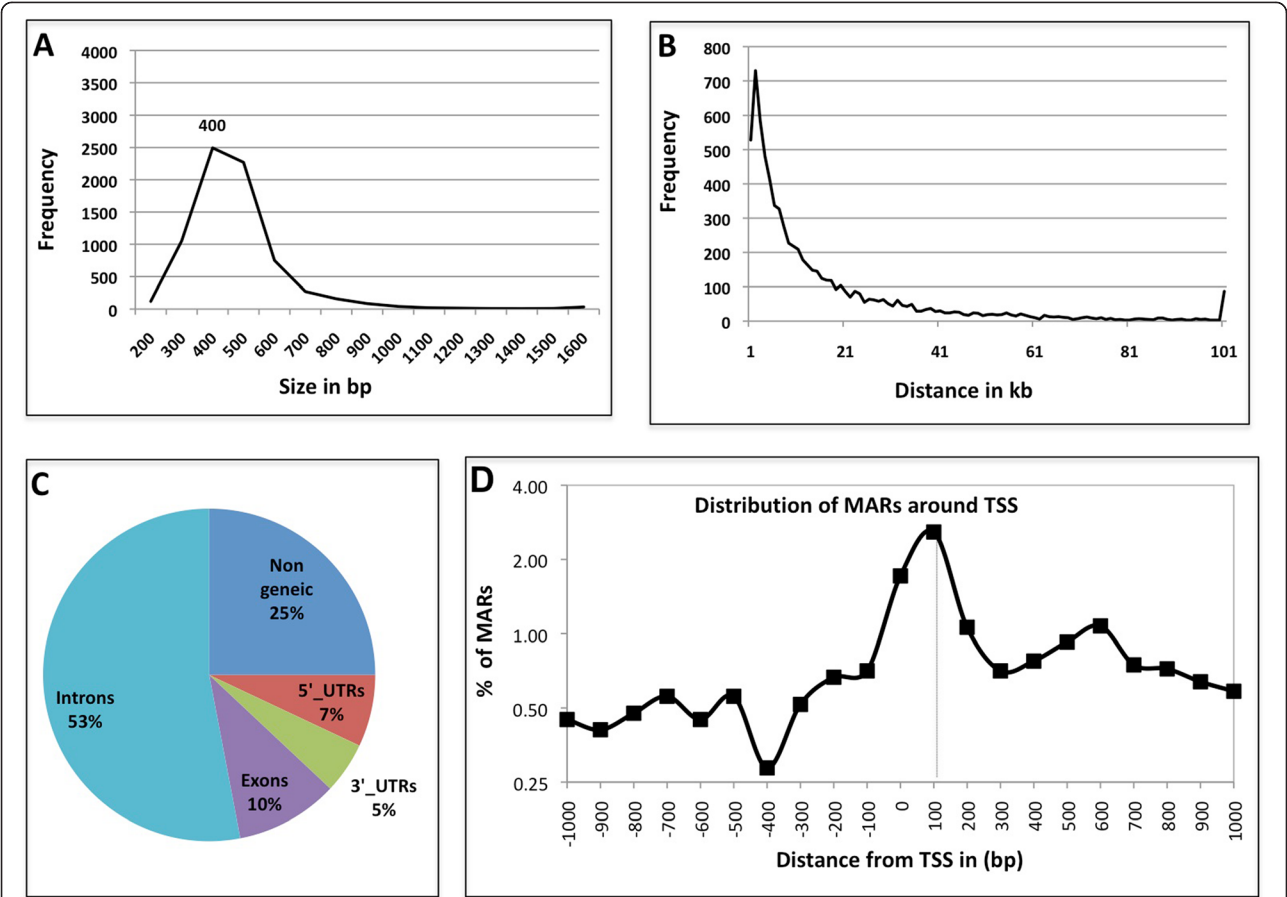 A
4000
3500
3000
2500
2000
1500
1000
500
0
Frequency
400
200 300 400 500 600 700 800 900 1000 1100 1200 1300 1400 1500 1600
Size in bp
B
800
700
600
500
400
300
200
100
0
Frequency
1 21 41 61 81 101
Distance in kb
C
Non
geneic
25%
5'_UTRs
7%
3'_UTRs
5%
Exons
10%
Introns
53%
D
Distribution of MARs around TSS
4.00
2.00
1.00
0.50
0.25
% of MARs
-1000 -900 -800 -700 -600 -500 -400 -300 -200 -100 0 100 200 300 400 500 600 700 800 900 1000
Distance from TSS in (bp)